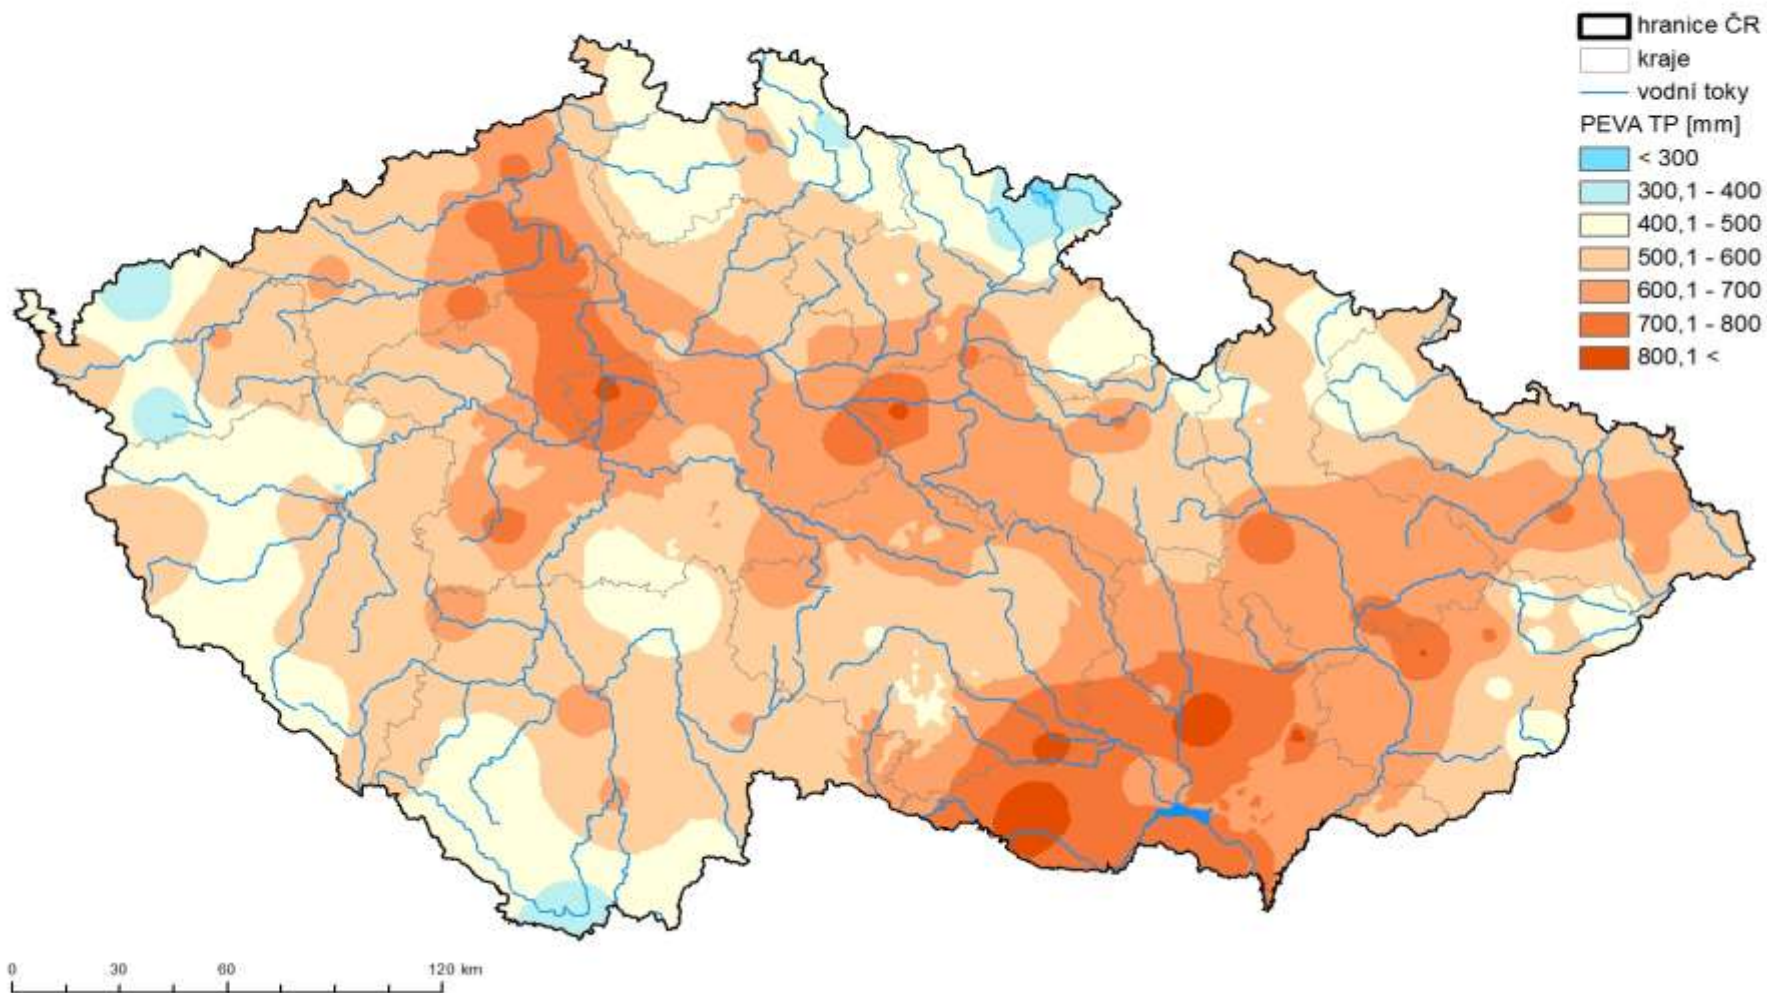 hranice ČR
kraje
vodní toky
PEVA TP [mm]
< 300
300,1 - 400
400,1 - 500
500,1 - 600
600,1 - 700
700,1 - 800
800,1 <
0 30 60 120 km